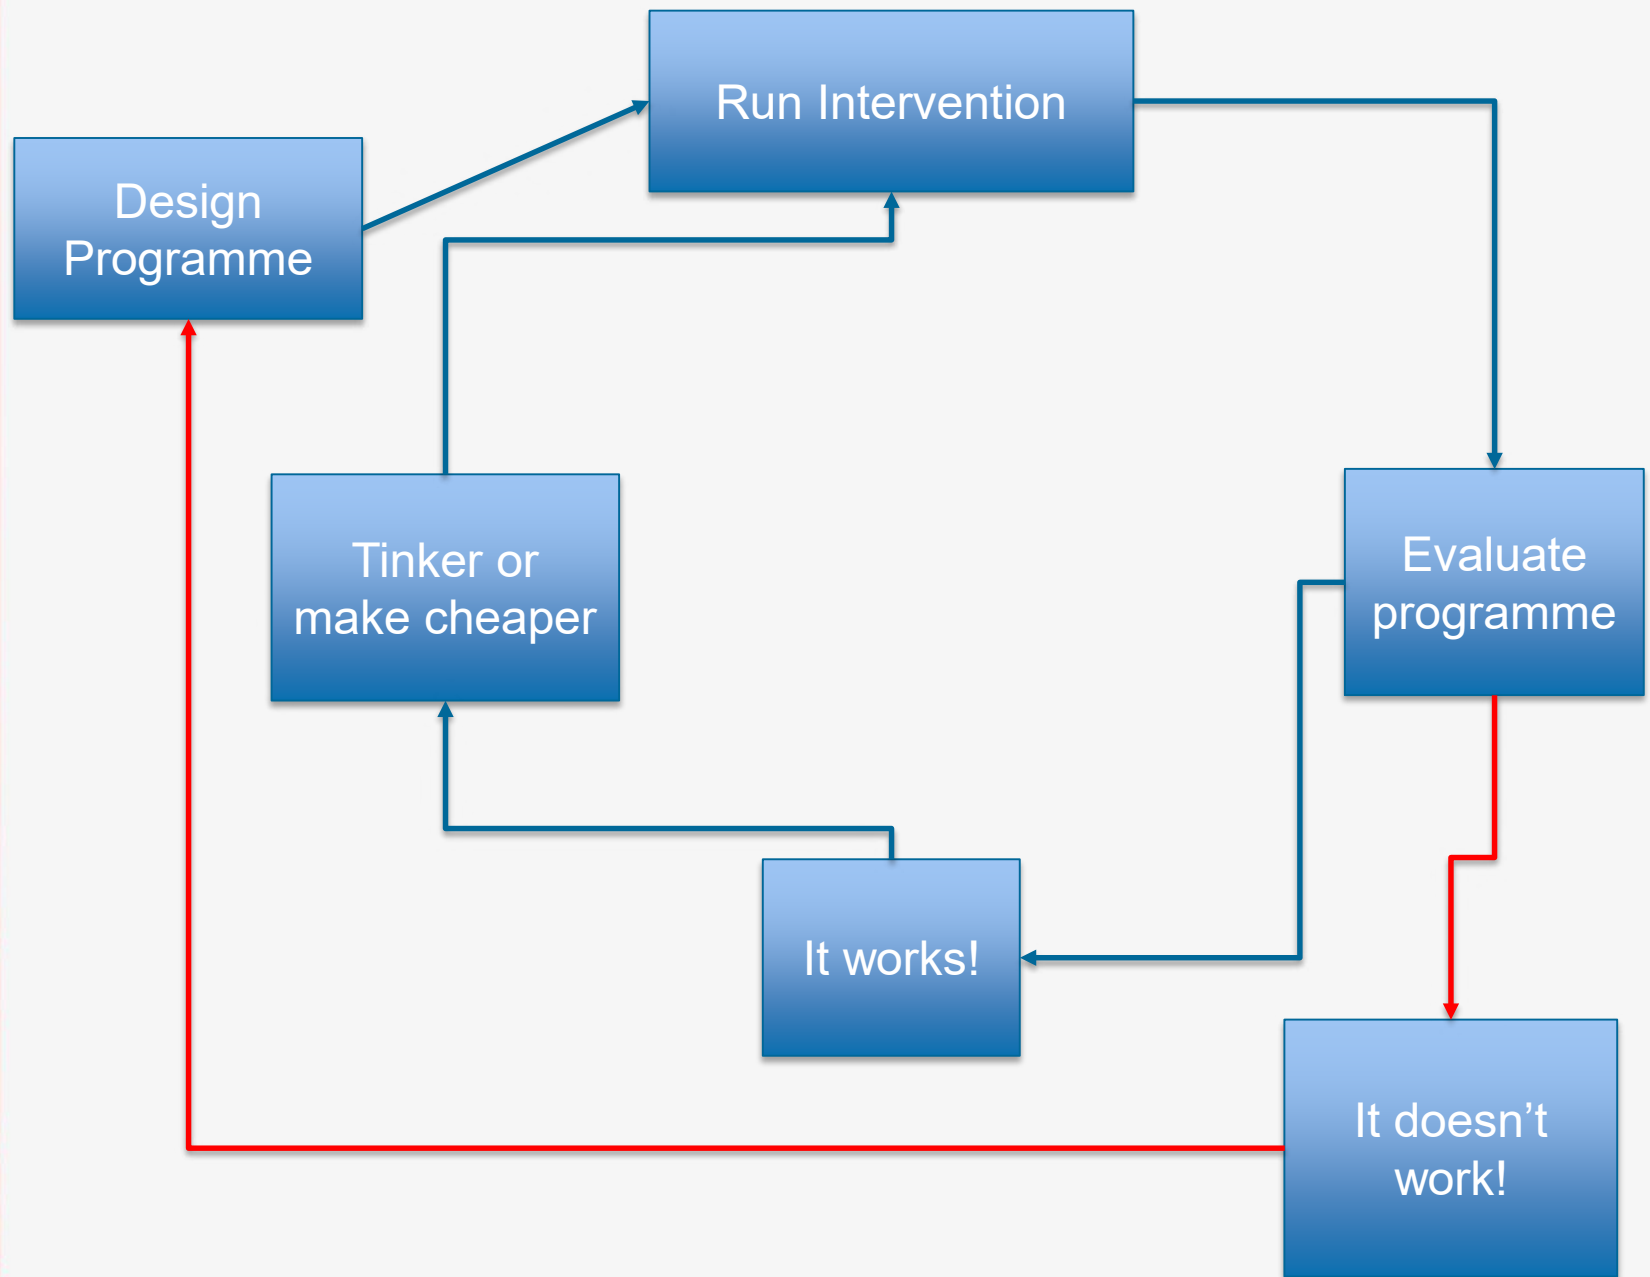 Run Intervention
Design
Programme
Tinker or
make cheaper
Evaluate
programme
It works!
It doesn’t
work!